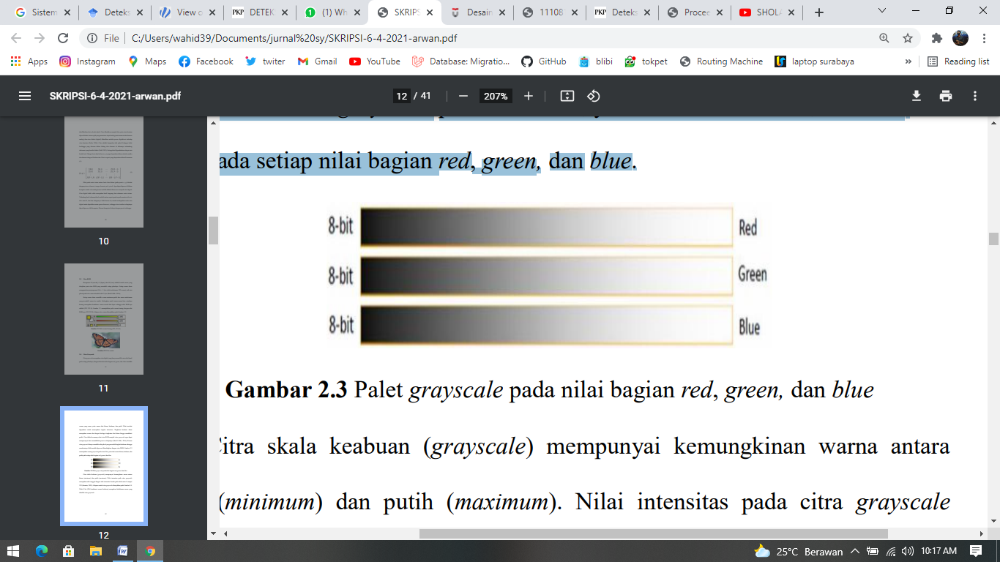 Sistem
Deteks
View o
DETEK
(1) Wh
SKRIPS
Desain
11108
Deteks
Procee
SHOL
File C:/Users/wahid39/Documents/jurnal%20sy/SKRIPSI-6-4-2021-arwan.pdf
Apps Instagram Maps Facebook twiter Gmail YouTube Database: Migratio... GitHub blibi tokpet Routing Machine laptop surabaya » Reading list
SKRIPSI-6-4-2021-arwan.pdf 12 / 41 207%
ada setiap nilai bagian red, green, dan blue.
8-bit Red
8-bit Green
8-bit Blue
Gambar 2.3 Palet grayscale pada nilai bagian red, green, dan blue
Citra skala keabuan (grayscale) mempunyai kemungkinan warna antara
(minimum) dan putih (maximum). Nilai intensitas pada citra grayscale
10
11
12
25°C Berawan 10:17 AM